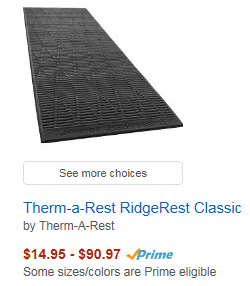 See more choices
Therm-a-Rest RidgeRest Classic
by Therm-A-Rest
$14.95 - $90.97 Prime
Some sizes/colors are Prime eligible